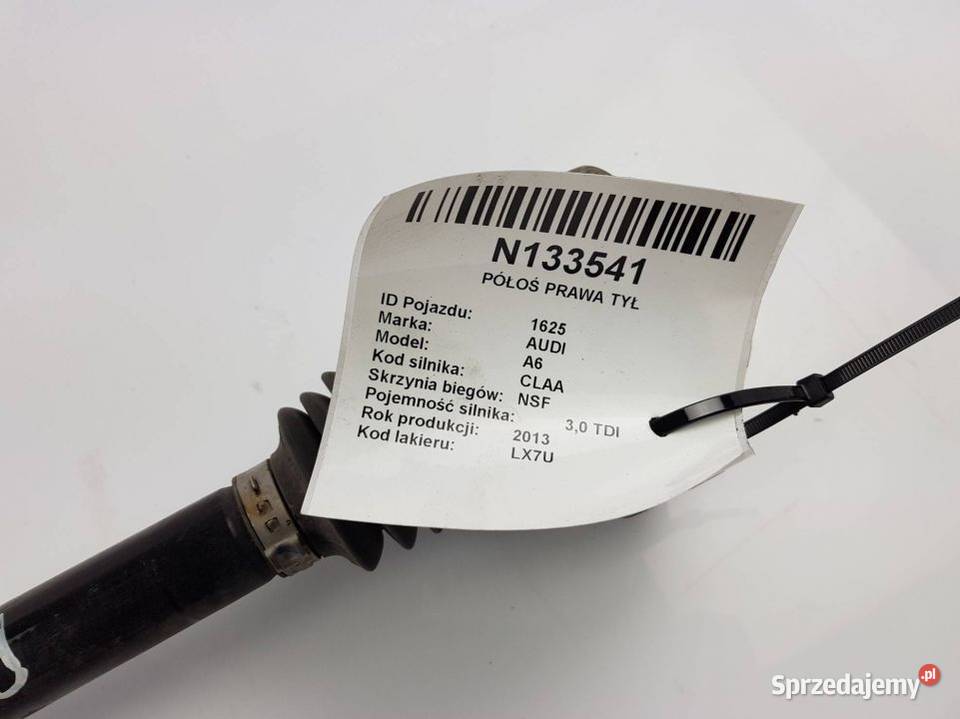 N133541
PÓŁOŚ PRAWA TYŁ
ID Pojazdu: 1625
Marka: AUDI
Model: A6
Kod silnika: CLAA
Skrzynia biegów: NSF
Pojemność silnika: 3,0 TDI
Rok produkcji: 2013
Kod lakieru: LX7U
Sprzedajemy.pl